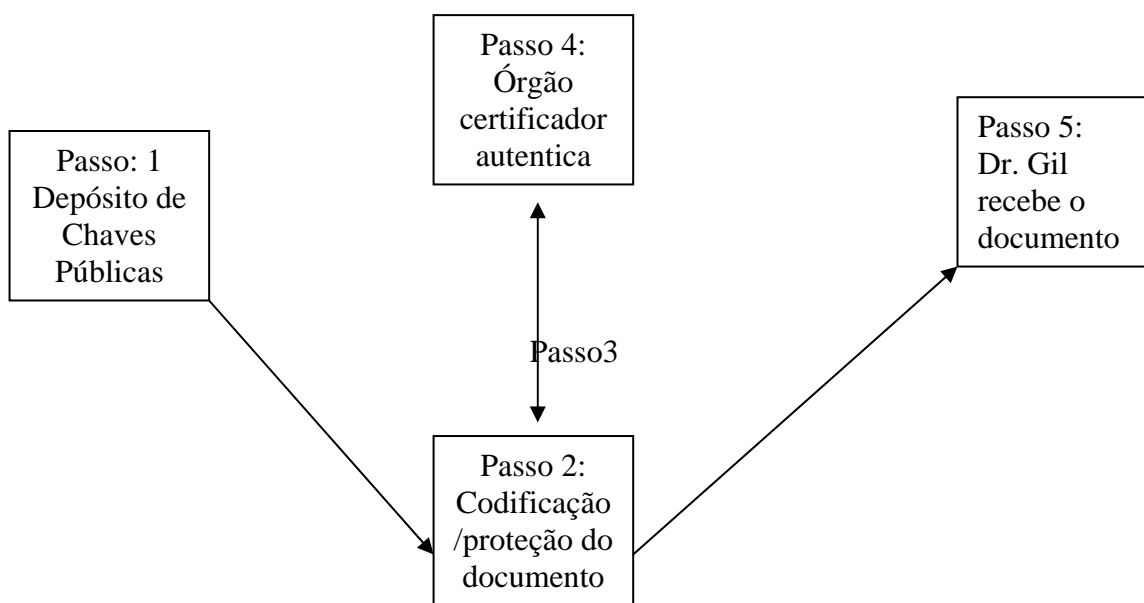 Passo: 1
Depósito de
Chaves
Públicas
Passo 4:
Órgão
certificador
autentica
Passo3
Passo 2:
Codificação
/proteção do
documento
Passo 5:
Dr. Gil
recebe o
documento